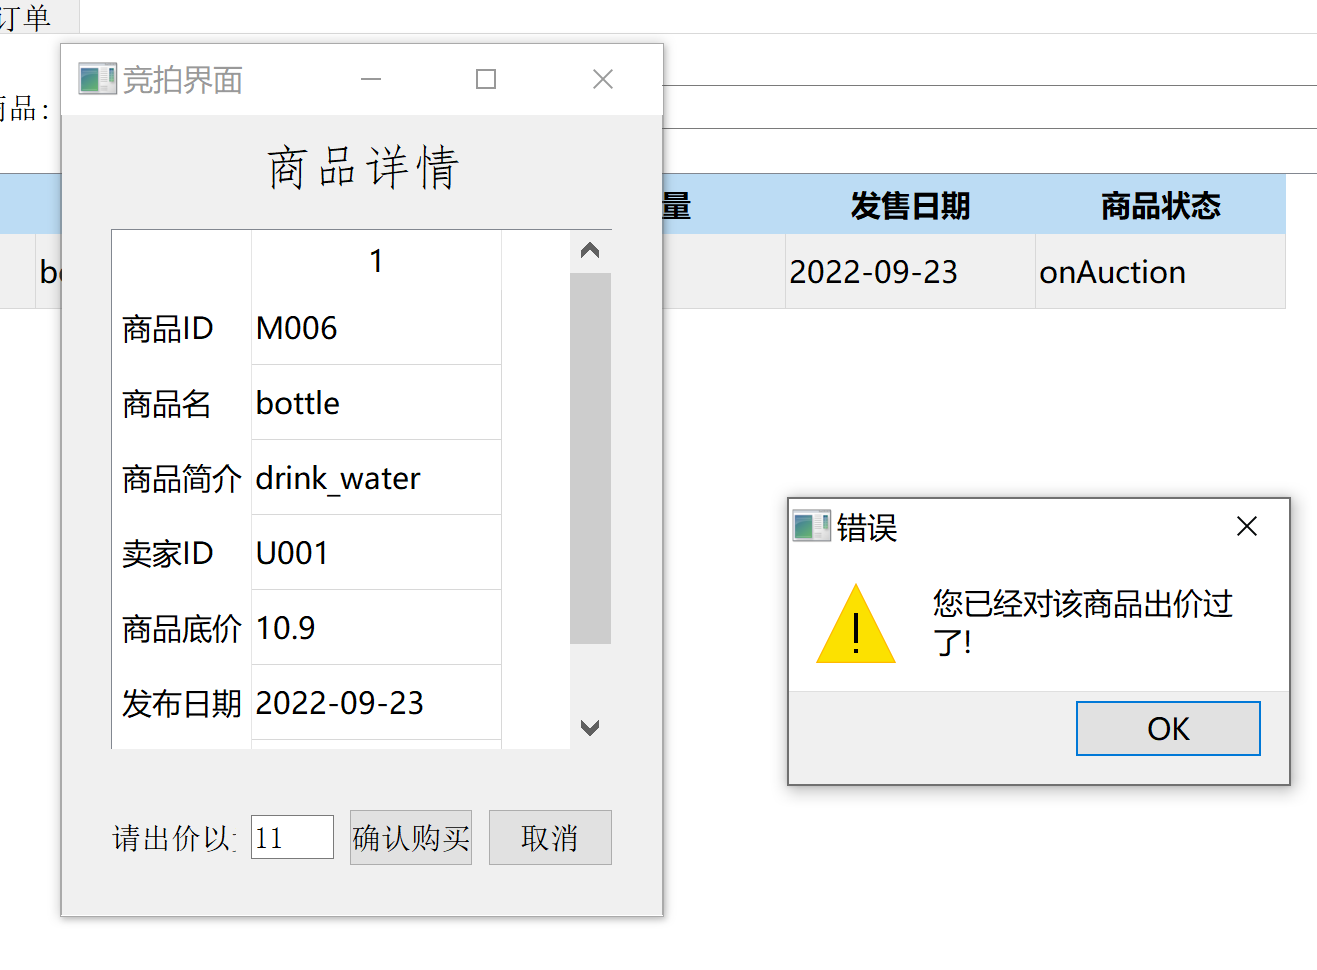 订单
竞拍界面
商品:
商品详情
量 发售日期 商品状态
2022-09-23 onAuction
1
商品ID M006
商品名 bottle
商品简介 drink_water
卖家ID U001
商品底价 10.9
发布日期 2022-09-23
错误
您已经对该商品出价过
了!
OK
请出价以 11 确认购买 取消